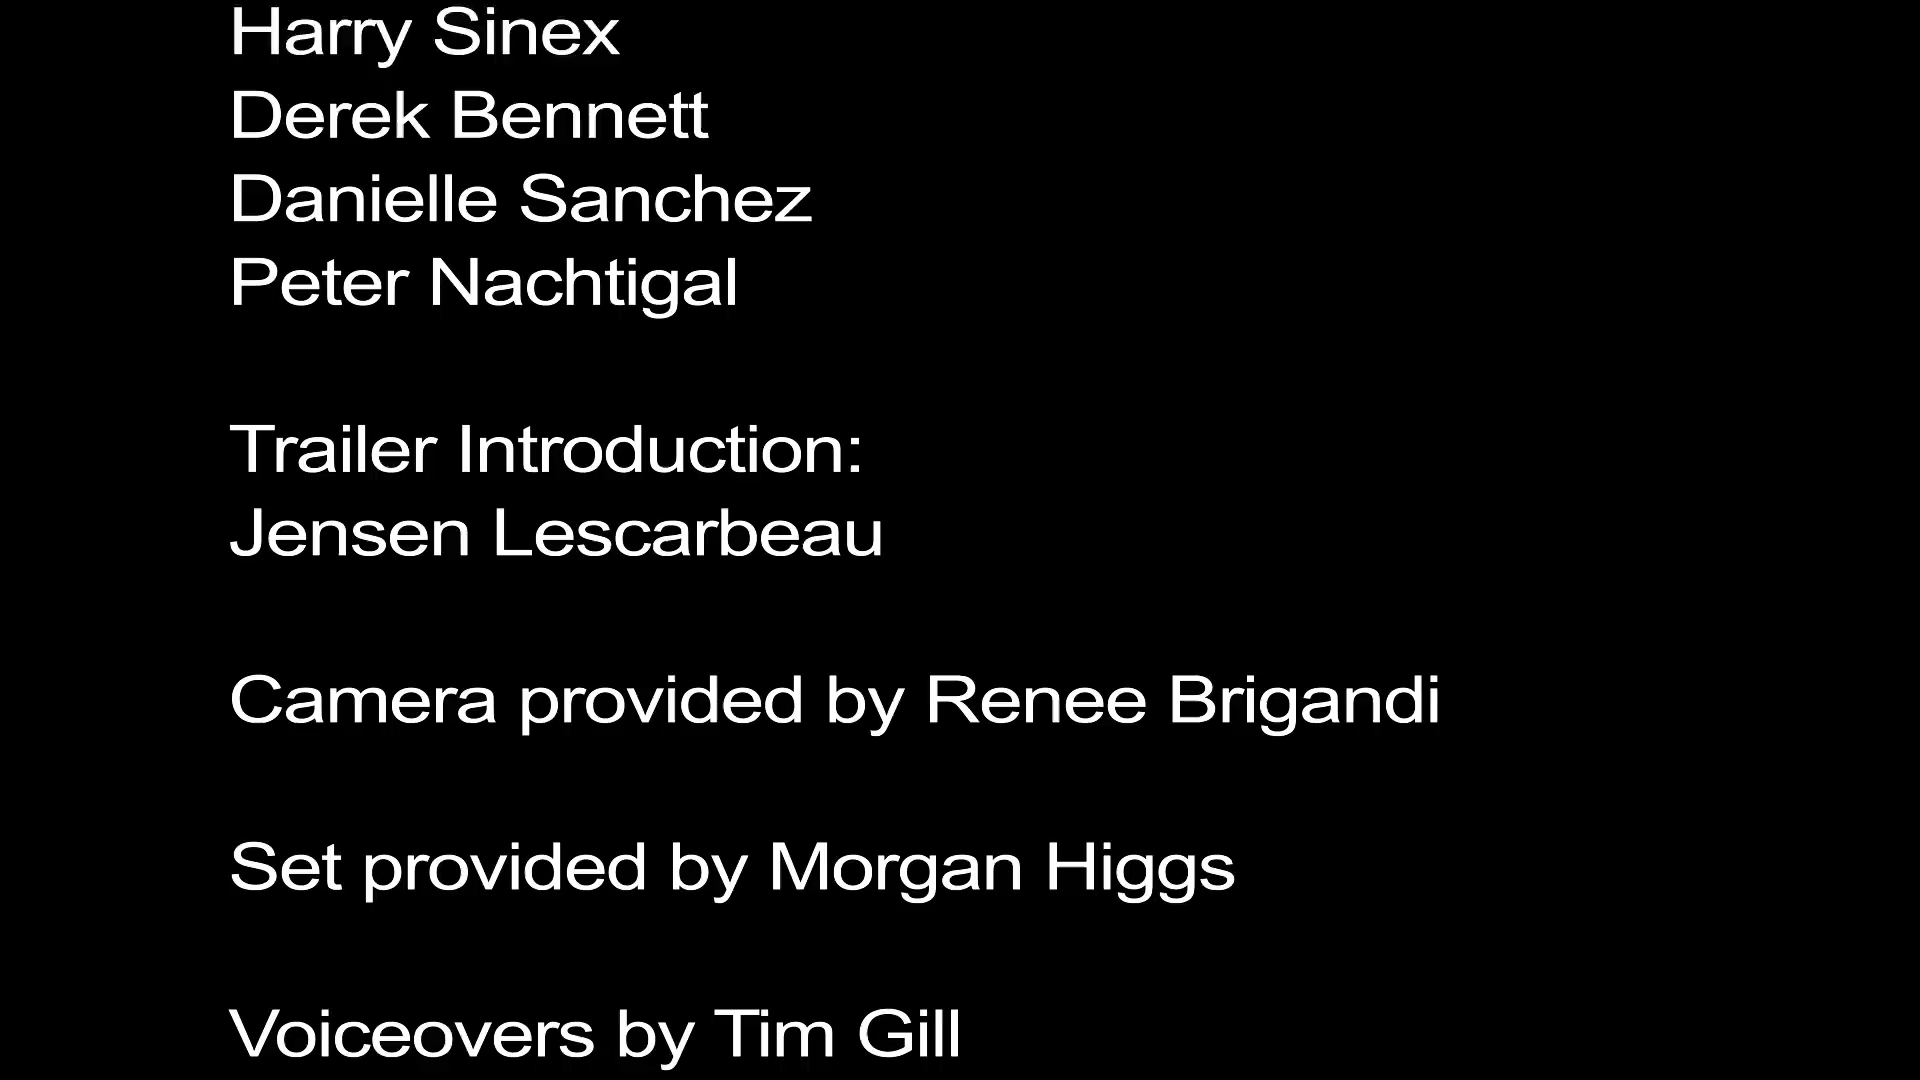 Harry Sinex
Derek Bennett
Danielle Sanchez
Peter Nachtigal
Trailer Introduction:
Jensen Lescarbeau
Camera provided by Renee Brigandi
Set provided by Morgan Higgs
Voiceovers by Tim Gill